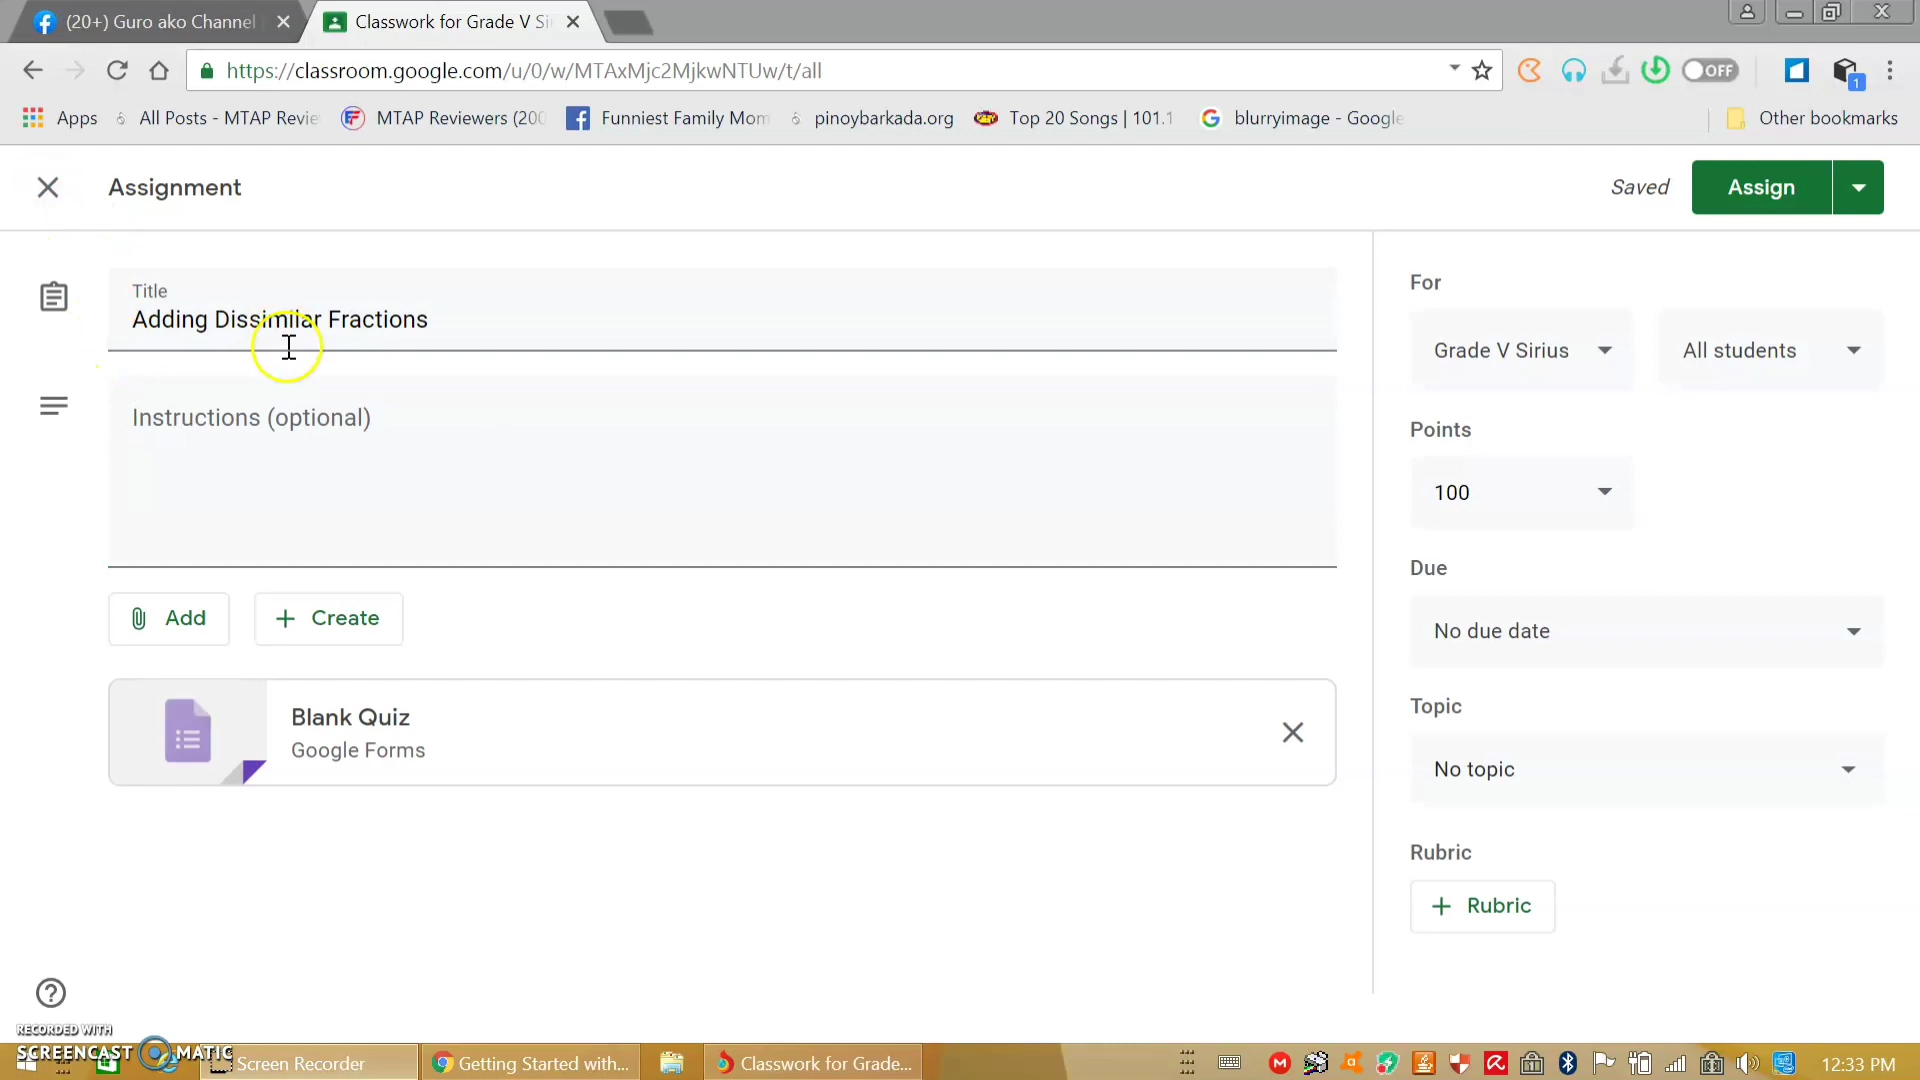 (20+) Guro ako Channel
Classwork for Grade V Si
https://classroom.google.com/u/0/w/MTAxMjc2MjkwNTUw/t/all
OFF
1
Apps
All Posts - MTAP Revie
MTAP Reviewers (200
Funniest Family Mom
pinoybarkada.org
Top 20 Songs | 101.1
blurryimage - Google
Other bookmarks
Assignment
Saved
Assign
Title
Adding Dissimilar Fractions
Instructions (optional)
Add
Create
Blank Quiz
Google Forms
For
Grade V Sirius
All students
Points
100
Due
No due date
Topic
No topic
Rubric
Rubric
RECORDED WITH
SCREENCAST MATIC
Screen Recorder
Getting Started with...
Classwork for Grade...
12:33 PM